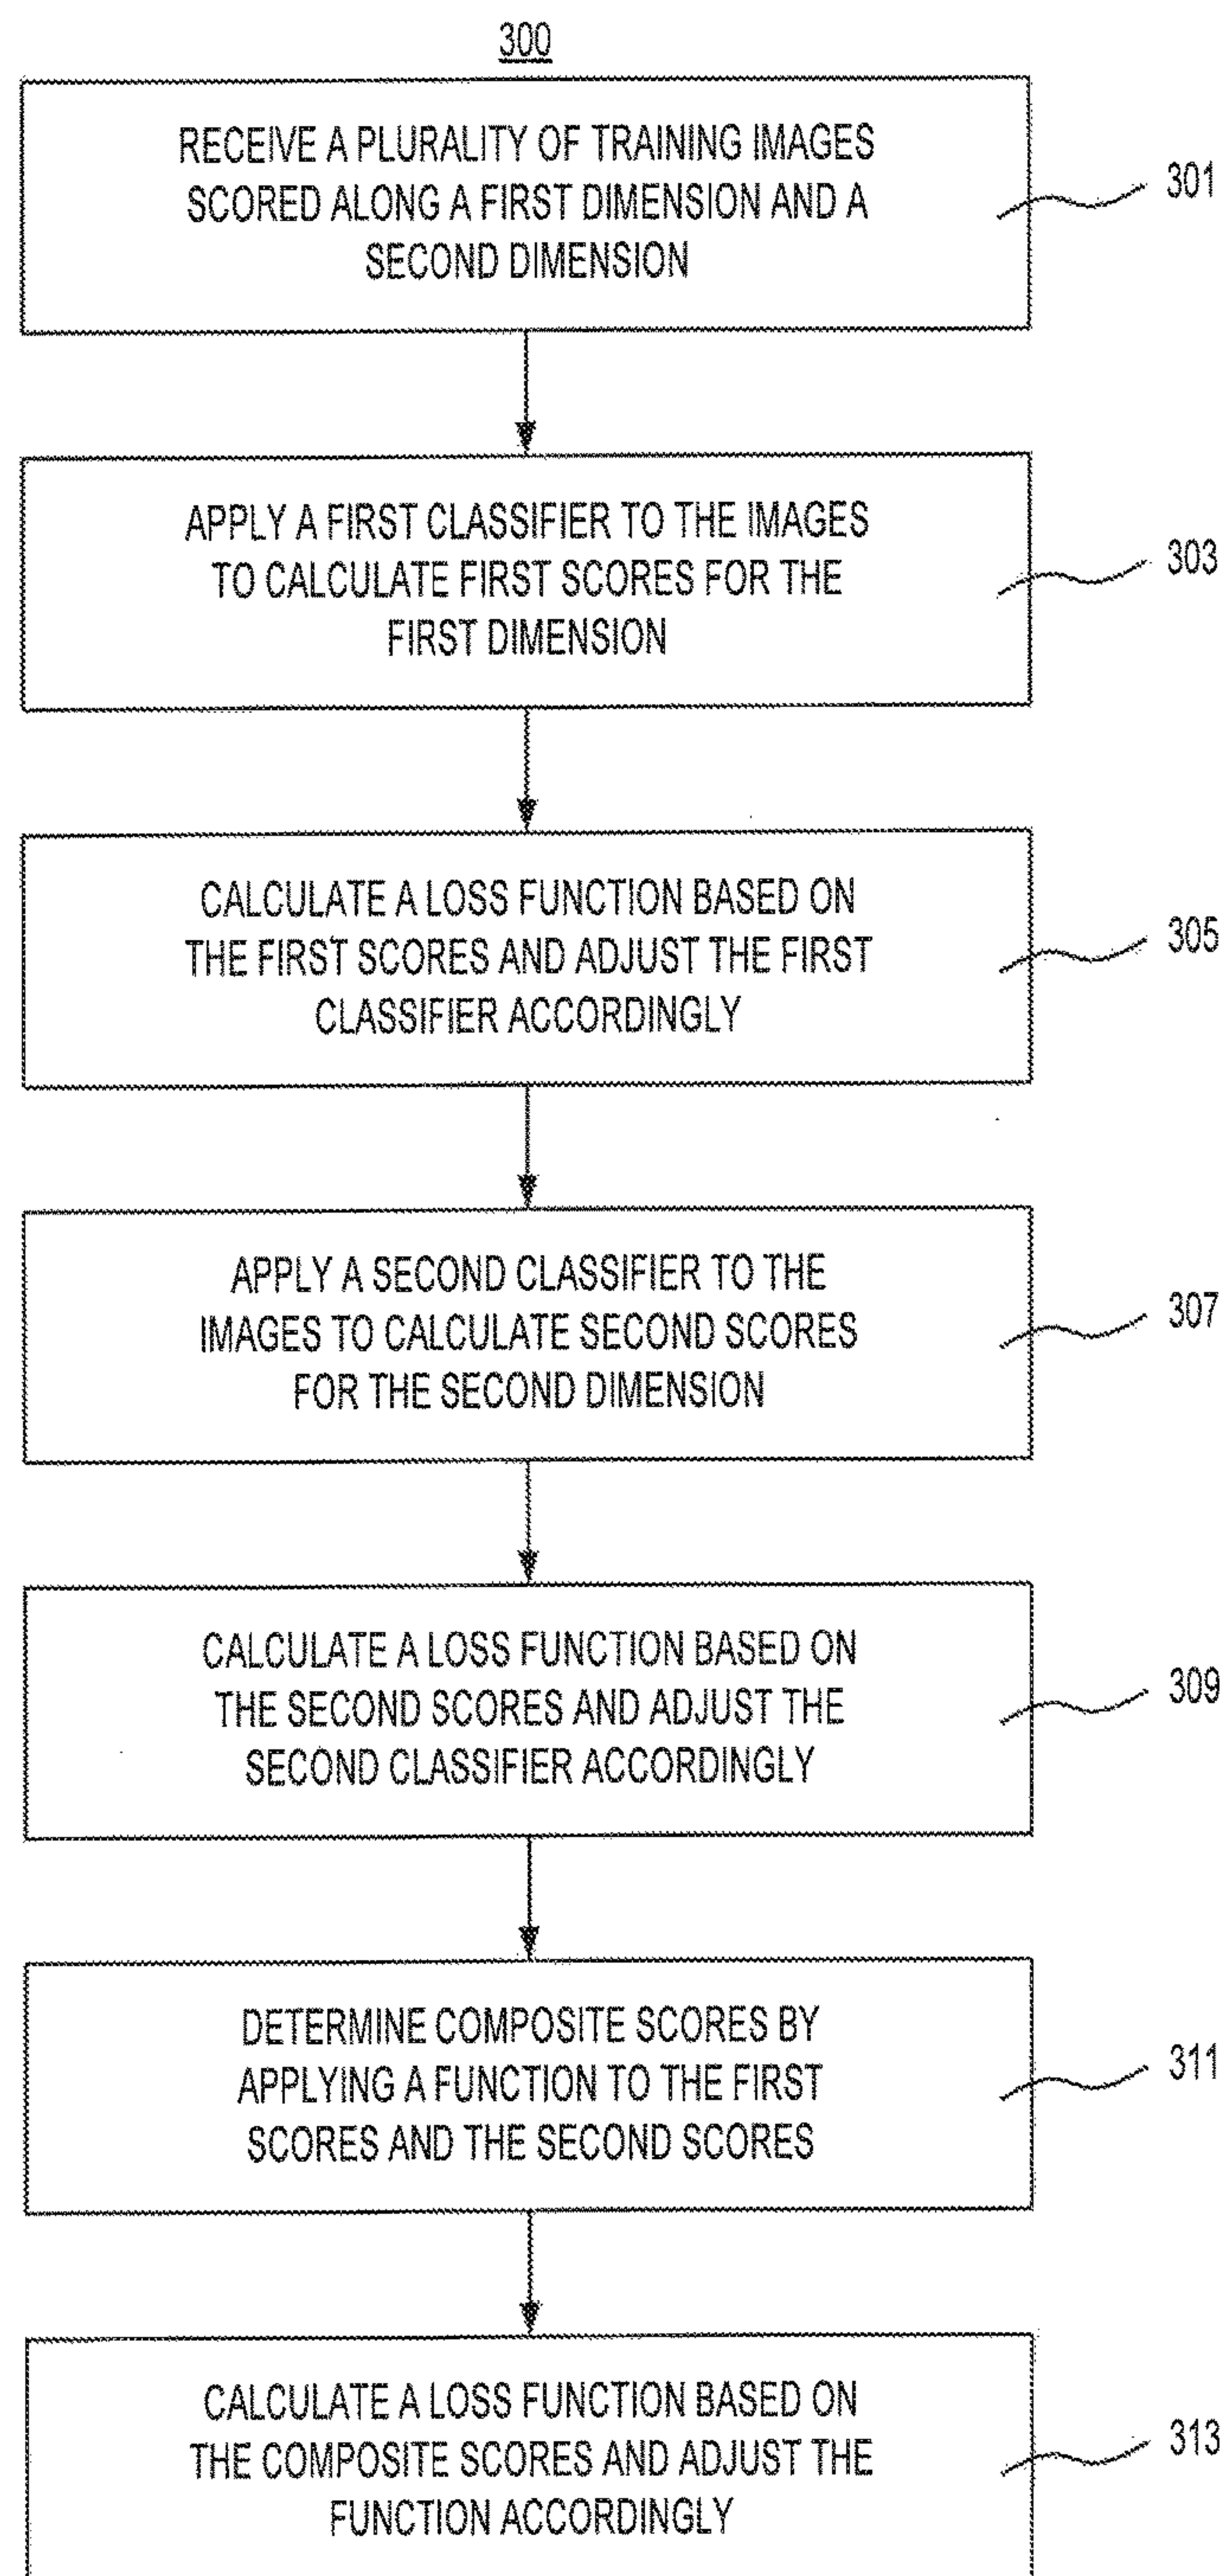 300
RECEIVE A PLURALITY OF TRAINING IMAGES
SCORED ALONG A FIRST DIMENSION AND A
SECOND DIMENSION
301
APPLY A FIRST CLASSIFIER TO THE IMAGES
TO CALCULATE FIRST SCORES FOR THE
FIRST DIMENSION
303
CALCULATE A LOSS FUNCTION BASED ON
THE FIRST SCORES AND ADJUST THE FIRST
CLASSIFIER ACCORDINGLY
305
APPLY A SECOND CLASSIFIER TO THE
IMAGES TO CALCULATE SECOND SCORES
FOR THE SECOND DIMENSION
307
CALCULATE A LOSS FUNCTION BASED ON
THE SECOND SCORES AND ADJUST THE
SECOND CLASSIFIER ACCORDINGLY
309
DETERMINE COMPOSITE SCORES BY
APPLYING A FUNCTION TO THE FIRST
SCORES AND THE SECOND SCORES
311
CALCULATE A LOSS FUNCTION BASED ON
THE COMPOSITE SCORES AND ADJUST THE
FUNCTION ACCORDINGLY
313